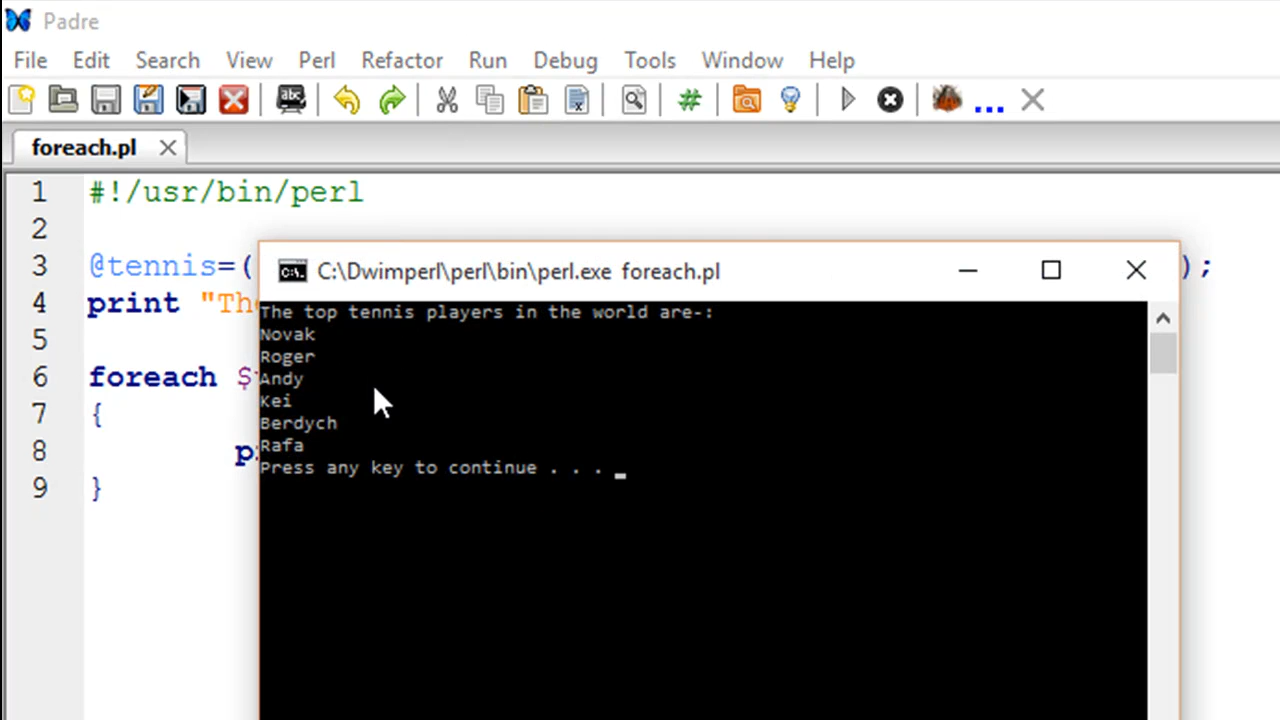 Padre
File Edit Search View Perl Refactor Run Debug Tools Window Help
abc
foreach.pl
1 #!/usr/bin/perl
2
3 @tennis=( );
4 print "Th
5
6 foreach $
7 {
8 p
9 }
C:\Dwimperl\perl\bin\perl.exe foreach.pl
The top tennis players in the world are-:
Novak
Roger
Andy
Kei
Berdych
Rafa
Press any key to continue . . . _